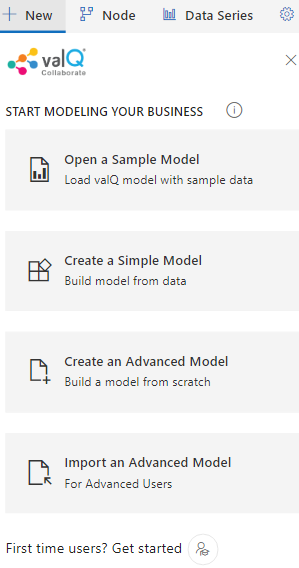 New Node Data Series
valQ
Collaborate
START MODELING YOUR BUSINESS
Open a Sample Model
Load valQ model with sample data
Create a Simple Model
Build model from data
Create an Advanced Model
Build a model from scratch
Import an Advanced Model
For Advanced Users
First time users? Get started